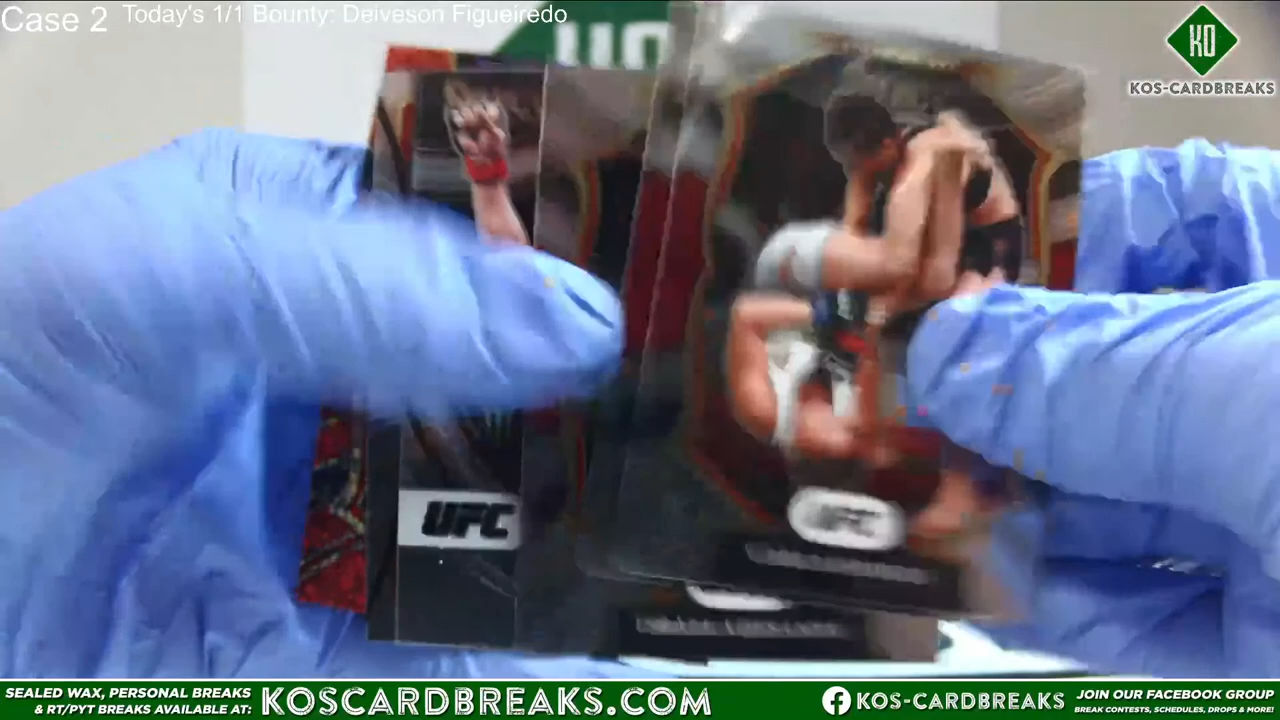 Case 2
Today's 1/1 Bounty: Deiveson Figueiredo
KO
KOS-CARDBREAKS
UFC
UFC
SEALED WAX, PERSONAL BREAKS
& RT/PYT BREAKS AVAILABLE AT:
KOSCARDBREAKS.COM
KOS-CARDBREAKS
JOIN OUR FACEBOOK GROUP
BREAK CONTESTS, SCHEDULES, DROPS & MORE!